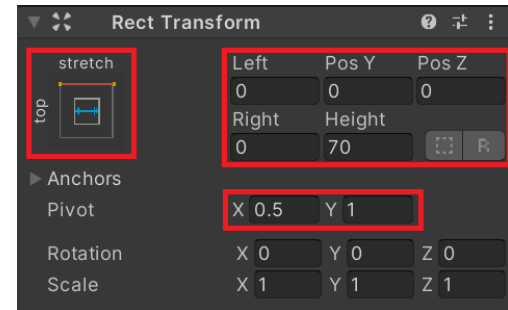 Rect Transform
stretch
top
Left Pos Y Pos Z
0 0 0
Right Height
0 70 R
Anchors
Pivot X 0.5 Y 1
Rotation X 0 Y 0 Z 0
Scale X 1 Y 1 Z 1